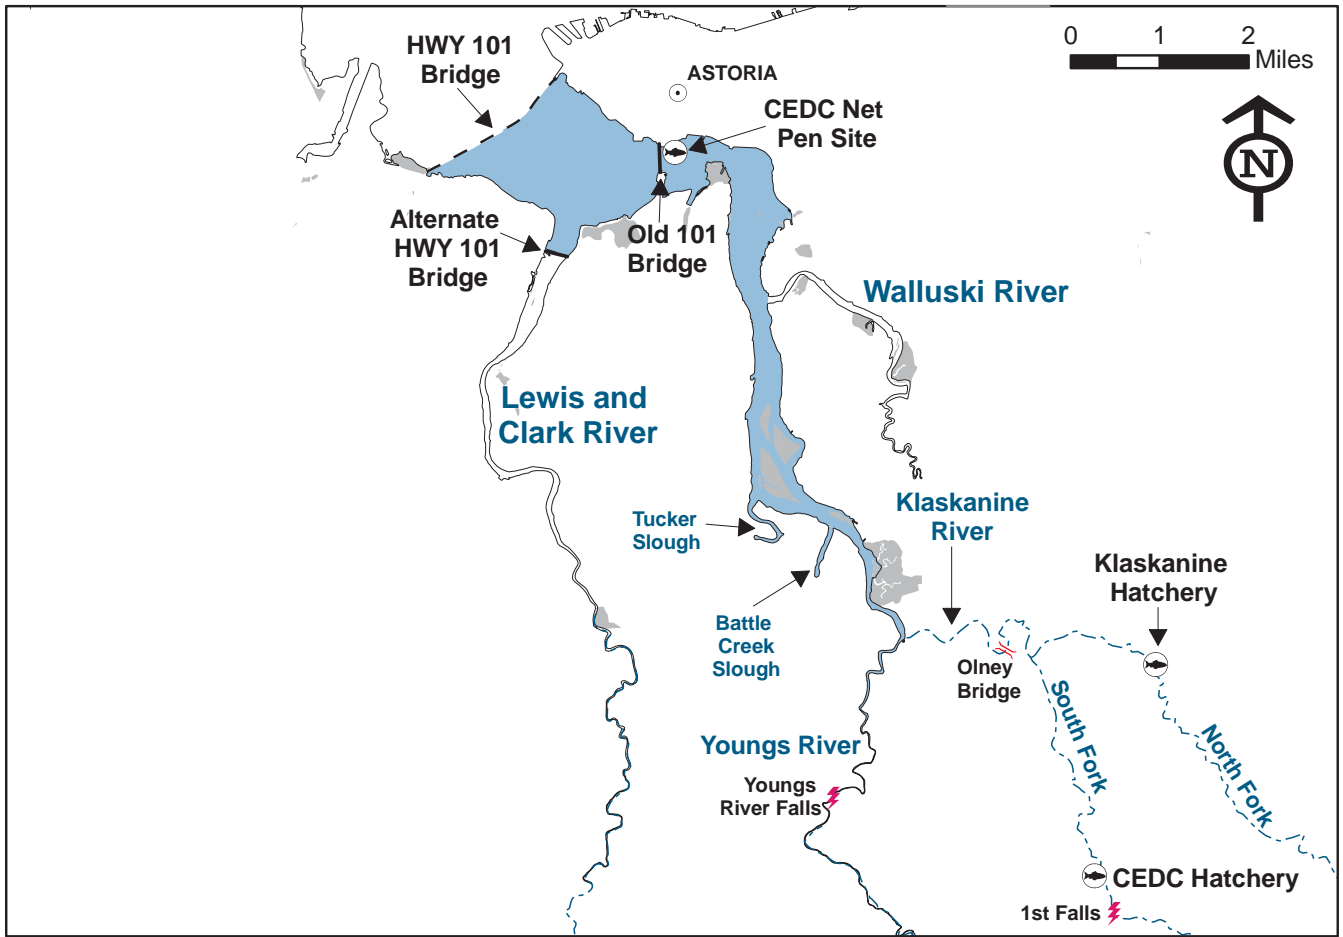 0 1 2
Miles
HWY 101
Bridge
ASTORIA
CEDC Net
Pen Site
N
Alternate
HWY 101
Bridge
Old 101
Bridge
Walluski River
Lewis and
Clark River
Tucker
Slough
Klaskanine
River
Klaskanine
Hatchery
Battle
Creek
Slough
Olney
Bridge
South Fork
North Fork
Youngs River
Youngs
River Falls
CEDC Hatchery
1st Falls